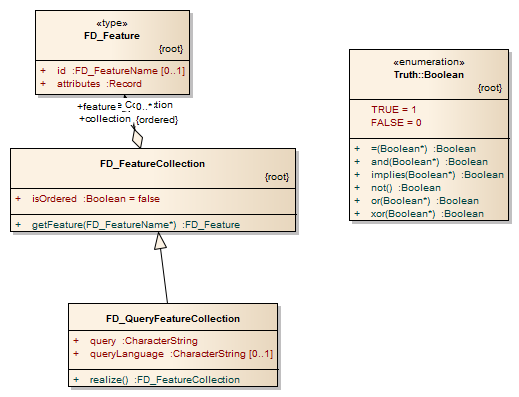 «type»
FD_Feature
{root}
+ id :FD_FeatureName [0..1]
+ attributes :Record
+feature 0..*
+collection {ordered}
FD_FeatureCollection
{root}
+ isOrdered :Boolean = false
+ getFeature(FD_FeatureName*) :FD_Feature
FD_QueryFeatureCollection
+ query :CharacterString
+ queryLanguage :CharacterString [0..1]
+ realize() :FD_FeatureCollection
«enumeration»
Truth::Boolean
{root}
TRUE = 1
FALSE = 0
+ =(Boolean*) :Boolean
+ and(Boolean*) :Boolean
+ implies(Boolean*) :Boolean
+ not() :Boolean
+ or(Boolean*) :Boolean
+ xor(Boolean*) :Boolean